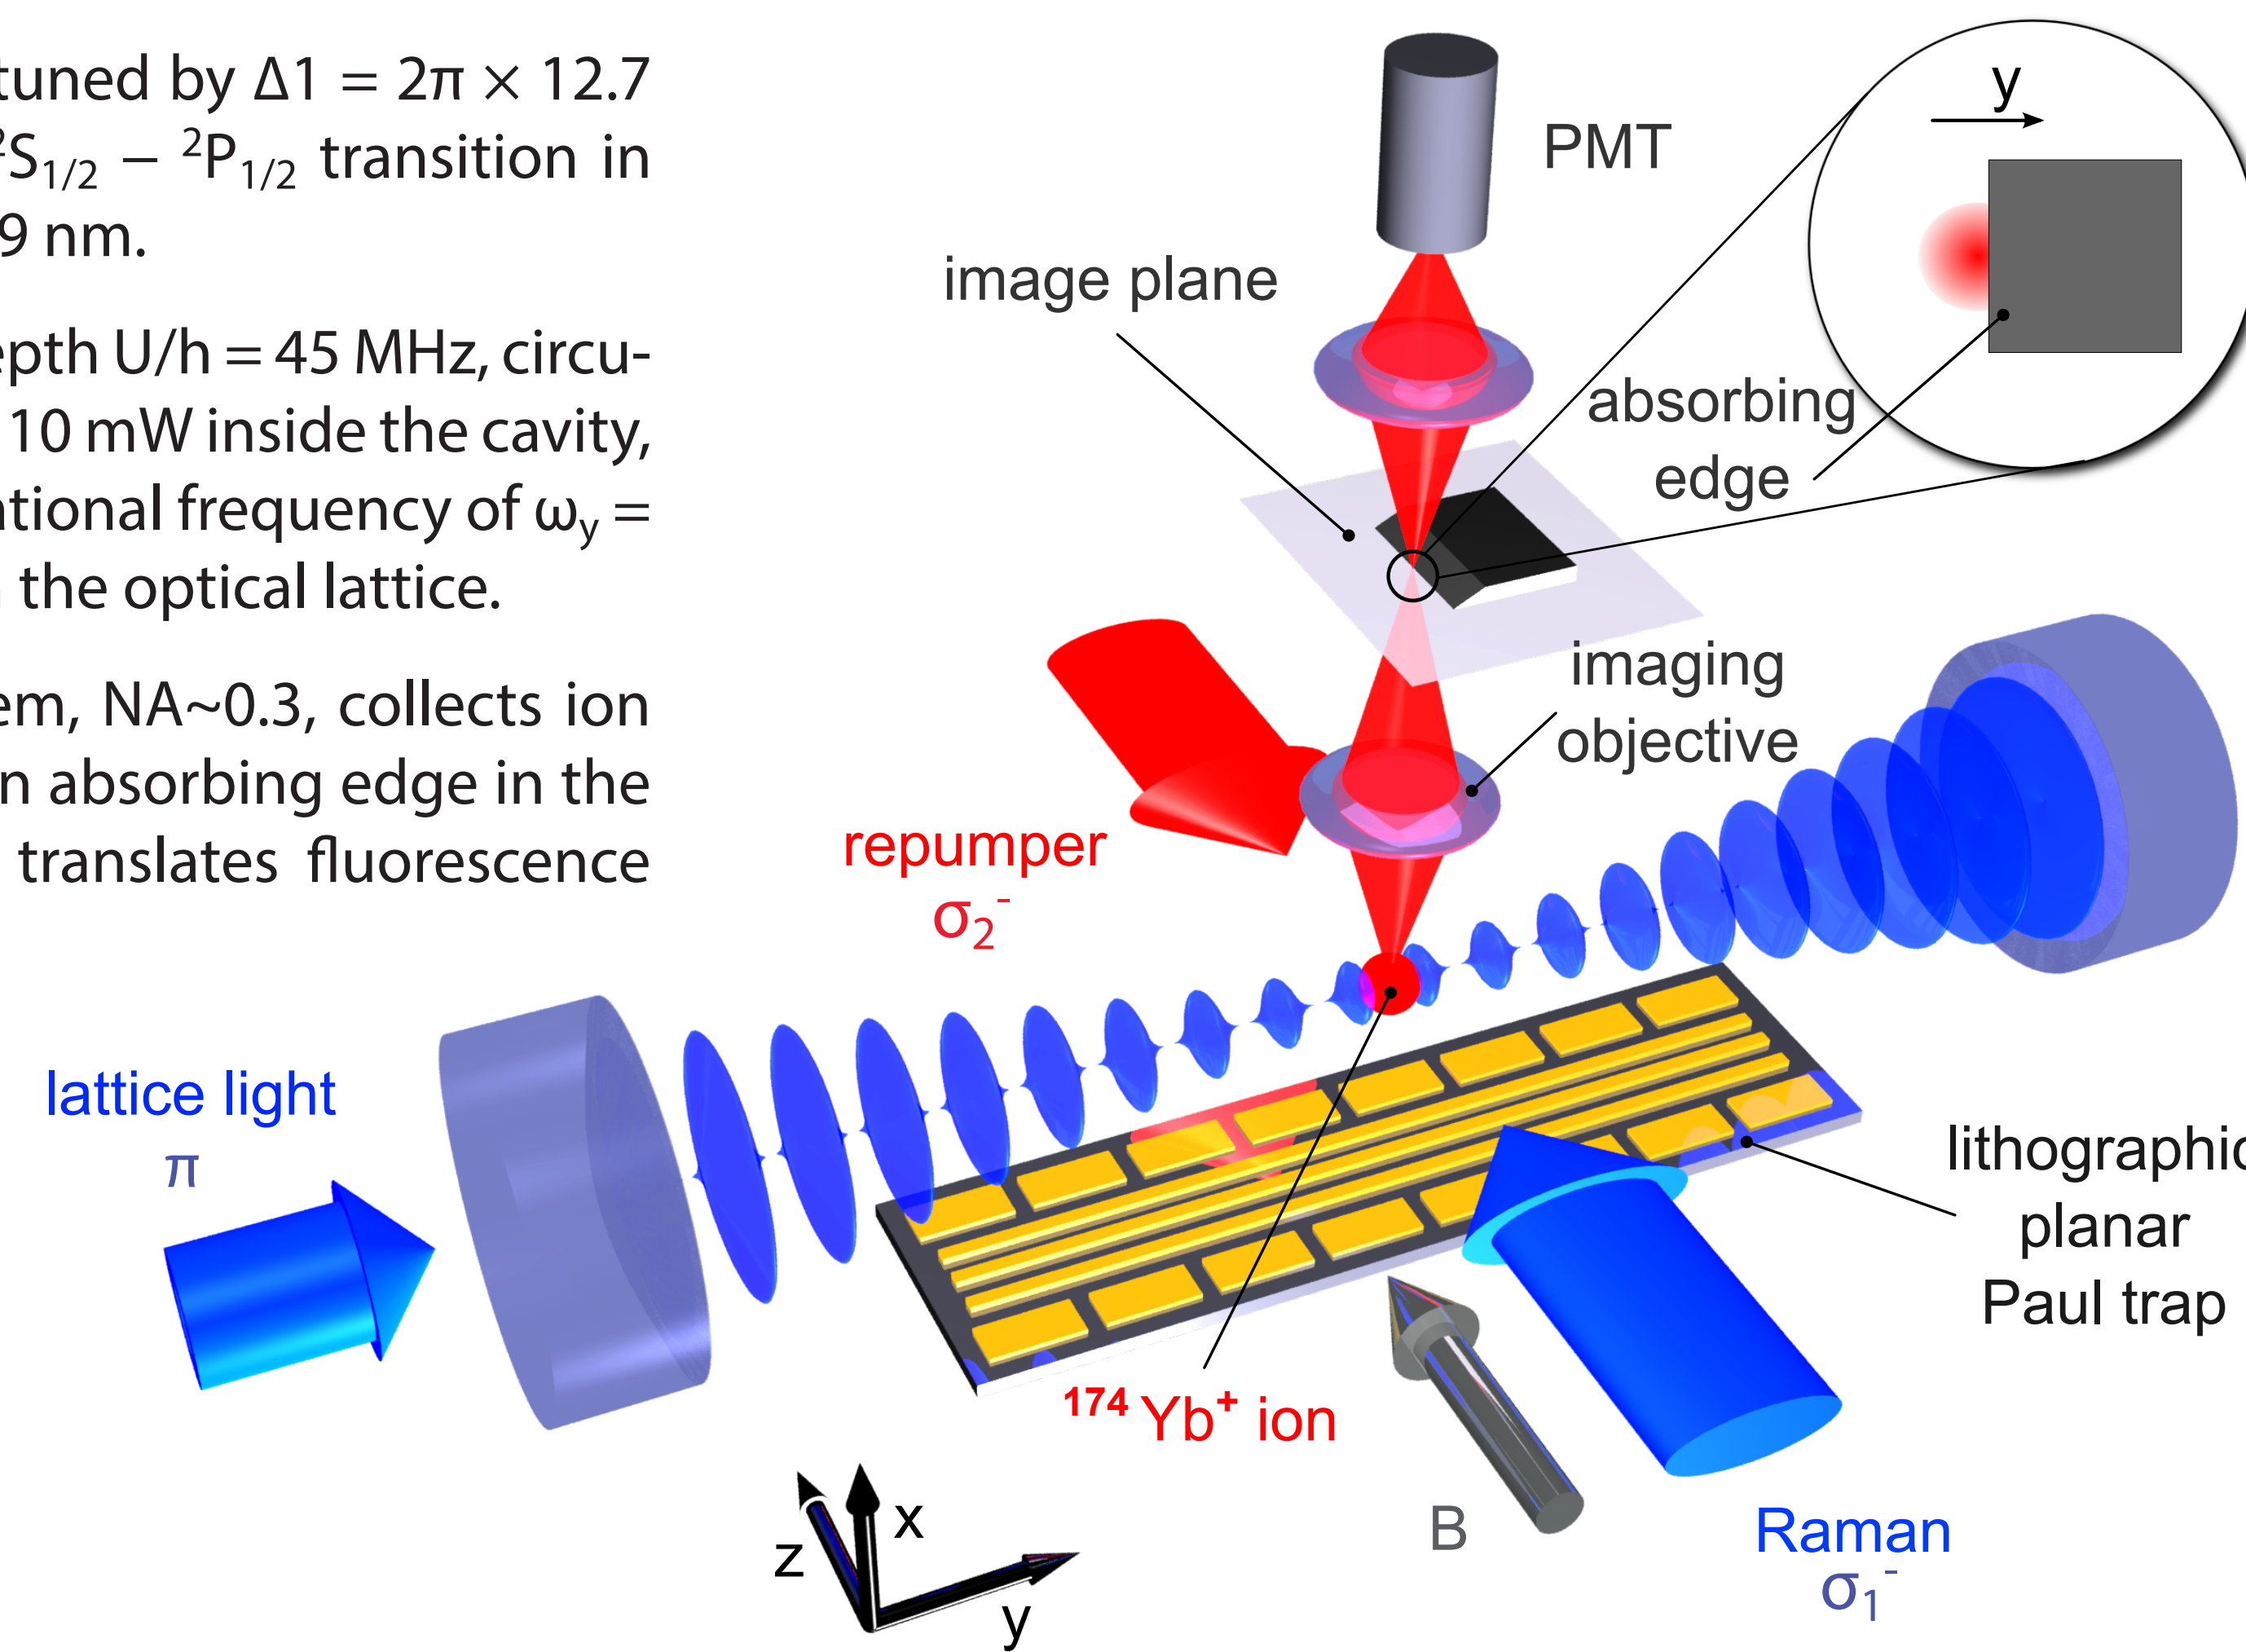 tuned by Δ1 = 2π × 12.7
²S₁/₂ − ²P₁/₂ transition in
9 nm.
epth U/h = 45 MHz, circu-
10 mW inside the cavity,
ational frequency of ωy =
the optical lattice.
em, NA~0.3, collects ion
n absorbing edge in the
translates fluorescence
PMT
y
image plane
absorbing
edge
imaging
objective
repumper
σ₂⁻
lattice light
π
lithographic
planar
Paul trap
¹⁷⁴Yb⁺ ion
B
Raman
σ₁⁻
z
x
y